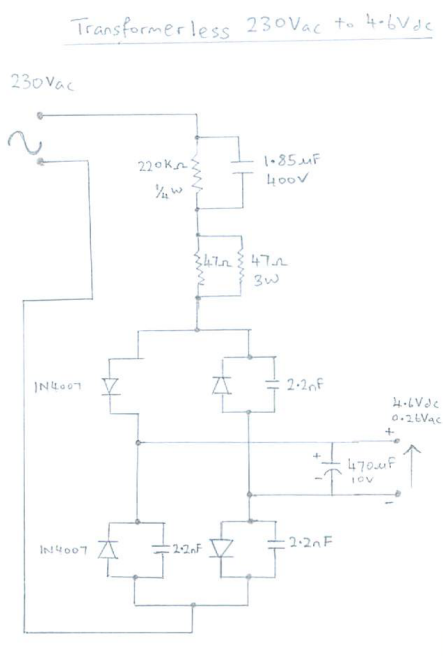 Transformerless 230Vac to 4.6Vdc
230Vac
220KΩ
1/4 W
1.85uF
400V
47Ω
47Ω
3W
1N4007
2.2nF
4.6Vdc
0.26Vac
+
+
-
470uF
10V
-
1N4007
2.2nF
2.2nF